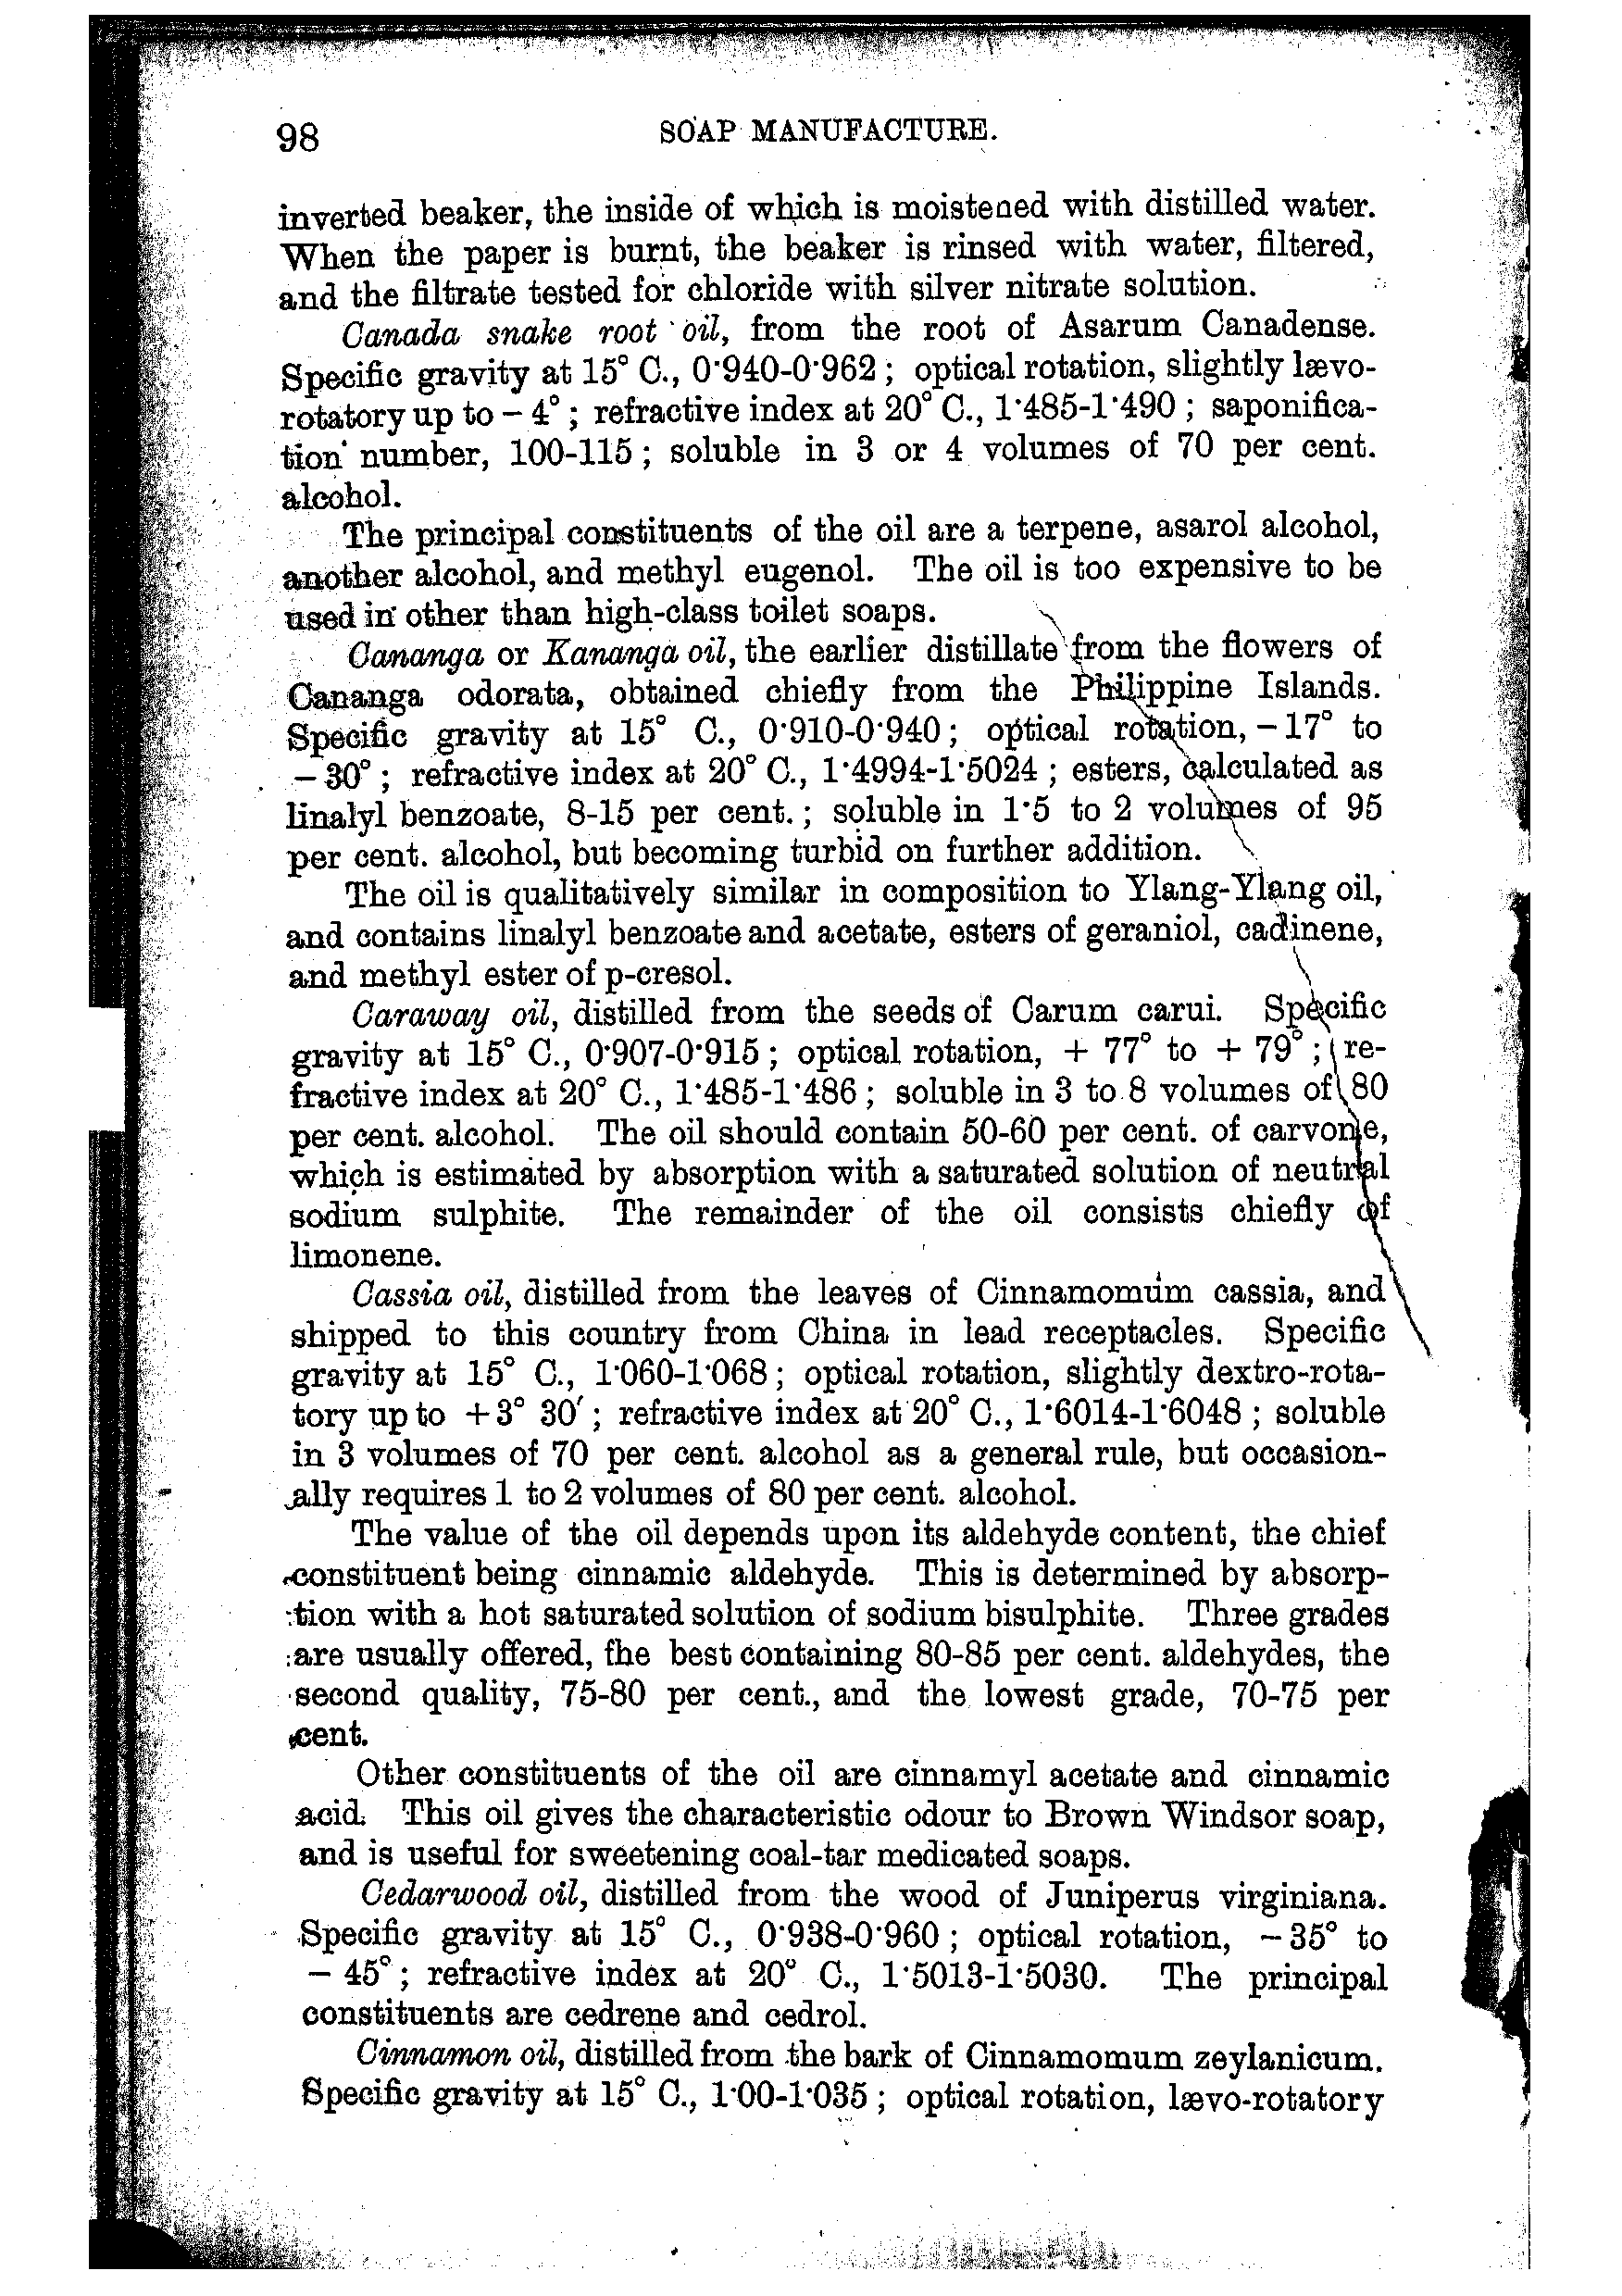 98 SOAP MANUFACTURE.
inverted beaker, the inside of which is moistened with distilled water.
When the paper is burnt, the beaker is rinsed with water, filtered,
and the filtrate tested for chloride with silver nitrate solution.
Canada snake root oil, from the root of Asarum Canadense.
Specific gravity at 15° C., 0·940-0·962; optical rotation, slightly lævo-
rotatory up to - 4°; refractive index at 20° C., 1·485-1·490; saponifica-
tion number, 100-115; soluble in 3 or 4 volumes of 70 per cent.
alcohol.
The principal constituents of the oil are a terpene, asarol alcohol,
another alcohol, and methyl eugenol. The oil is too expensive to be
used in other than high-class toilet soaps.
Cananga or Kananga oil, the earlier distillate from the flowers of
Cananga odorata, obtained chiefly from the Philippine Islands.
Specific gravity at 15° C., 0·910-0·940; optical rotation, - 17° to
- 30°; refractive index at 20° C., 1·4994-1·5024; esters, calculated as
linalyl benzoate, 8-15 per cent.; soluble in 1·5 to 2 volumes of 95
per cent. alcohol, but becoming turbid on further addition.
The oil is qualitatively similar in composition to Ylang-Ylang oil,
and contains linalyl benzoate and acetate, esters of geraniol, cadinene,
and methyl ester of p-cresol.
Caraway oil, distilled from the seeds of Carum carui. Specific
gravity at 15° C., 0·907-0·915; optical rotation, + 77° to + 79°; re-
fractive index at 20° C., 1·485-1·486; soluble in 3 to 8 volumes of 80
per cent. alcohol. The oil should contain 50-60 per cent. of carvone,
which is estimated by absorption with a saturated solution of neutral
sodium sulphite. The remainder of the oil consists chiefly of
limonene.
Cassia oil, distilled from the leaves of Cinnamomum cassia, and
shipped to this country from China in lead receptacles. Specific
gravity at 15° C., 1·060-1·068; optical rotation, slightly dextro-rota-
tory up to +3° 30′; refractive index at 20° C., 1·6014-1·6048; soluble
in 3 volumes of 70 per cent. alcohol as a general rule, but occasion-
ally requires 1 to 2 volumes of 80 per cent. alcohol.
The value of the oil depends upon its aldehyde content, the chief
constituent being cinnamic aldehyde. This is determined by absorp-
tion with a hot saturated solution of sodium bisulphite. Three grades
are usually offered, the best containing 80-85 per cent. aldehydes, the
second quality, 75-80 per cent., and the lowest grade, 70-75 per
cent.
Other constituents of the oil are cinnamyl acetate and cinnamic
acid. This oil gives the characteristic odour to Brown Windsor soap,
and is useful for sweetening coal-tar medicated soaps.
Cedarwood oil, distilled from the wood of Juniperus virginiana.
Specific gravity at 15° C., 0·938-0·960; optical rotation, - 35° to
- 45°; refractive index at 20° C., 1·5013-1·5030. The principal
constituents are cedrene and cedrol.
Cinnamon oil, distilled from the bark of Cinnamomum zeylanicum.
Specific gravity at 15° C., 1·00-1·035; optical rotation, lævo-rotatory